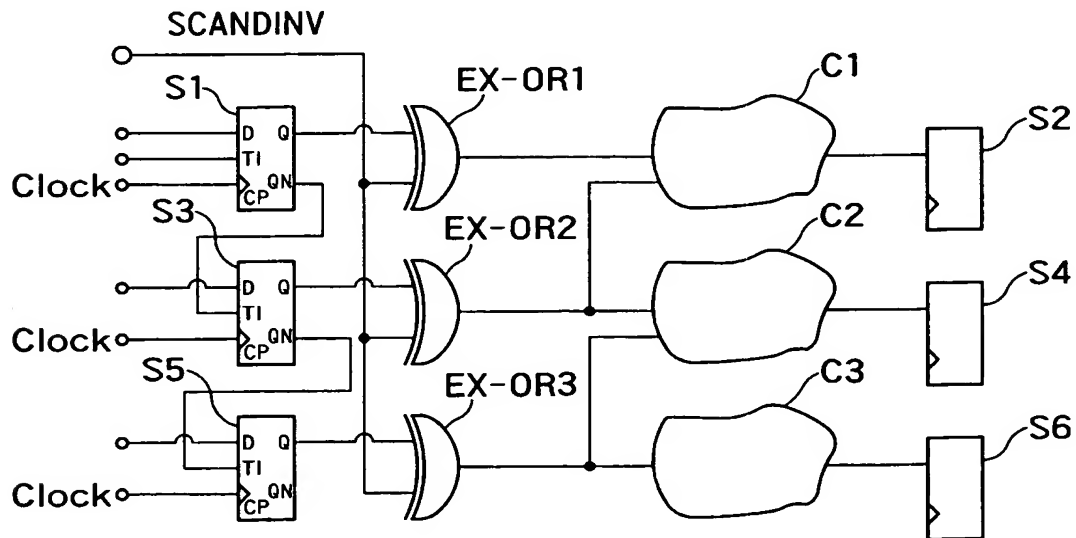 SCANDINV
S1
EX-OR1
C1
S2
D Q
TI
QN
CP
Clock
S3
EX-OR2
C2
S4
D Q
TI
QN
CP
Clock
S5
EX-OR3
C3
S6
D Q
TI
QN
CP
Clock